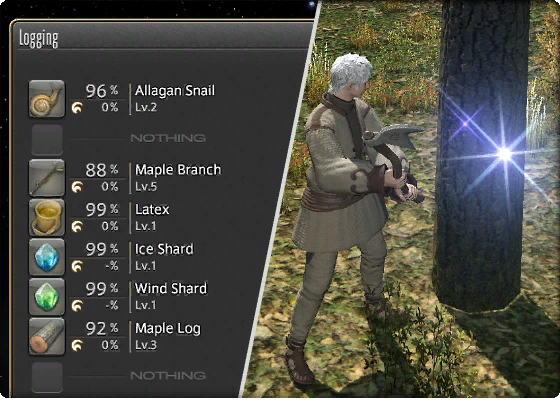 Logging
96 % Allagan Snail
0% Lv.2
NOTHING
88 % Maple Branch
0% Lv.5
99 % Latex
0% Lv.1
99 % Ice Shard
-% Lv.1
99 % Wind Shard
-% Lv.1
92 % Maple Log
0% Lv.3
NOTHING